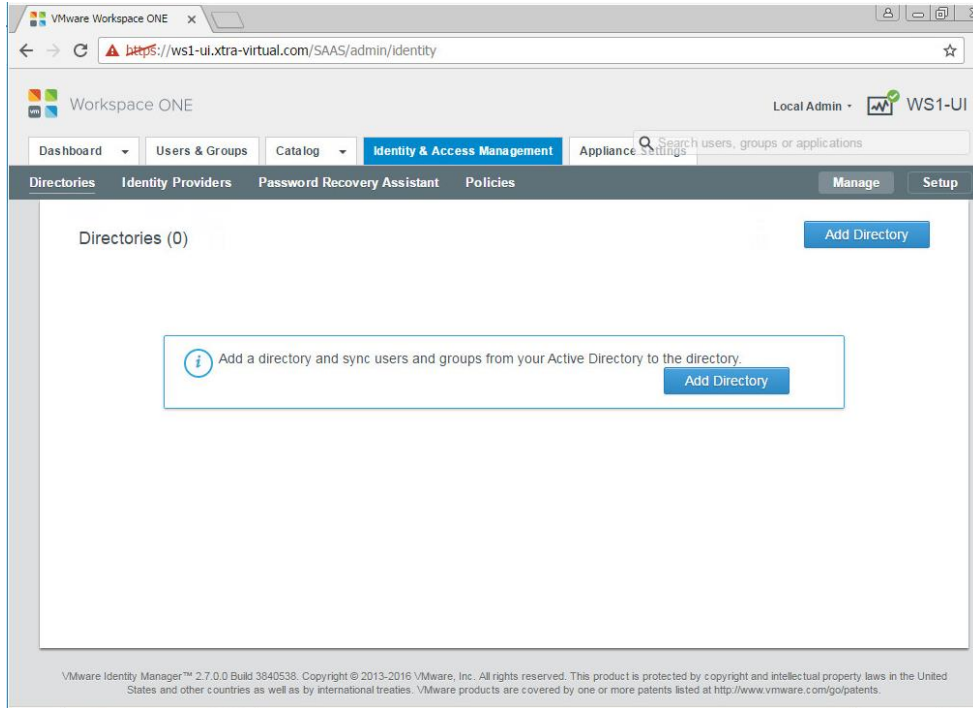 VMware Workspace ONE
https://ws1-ui.xtra-virtual.com/SAAS/admin/identity
vm Workspace ONE
Local Admin
WS1-UI
Dashboard Users & Groups Catalog Identity & Access Management Appliance Settings
Search users, groups or applications
Directories Identity Providers Password Recovery Assistant Policies Manage Setup
Directories (0)
Add Directory
i Add a directory and sync users and groups from your Active Directory to the directory.
Add Directory
VMware Identity Manager™ 2.7.0.0 Build 3840538. Copyright © 2013-2016 VMware, Inc. All rights reserved. This product is protected by copyright and intellectual property laws in the United
States and other countries as well as by international treaties. VMware products are covered by one or more patents listed at http://www.vmware.com/go/patents.